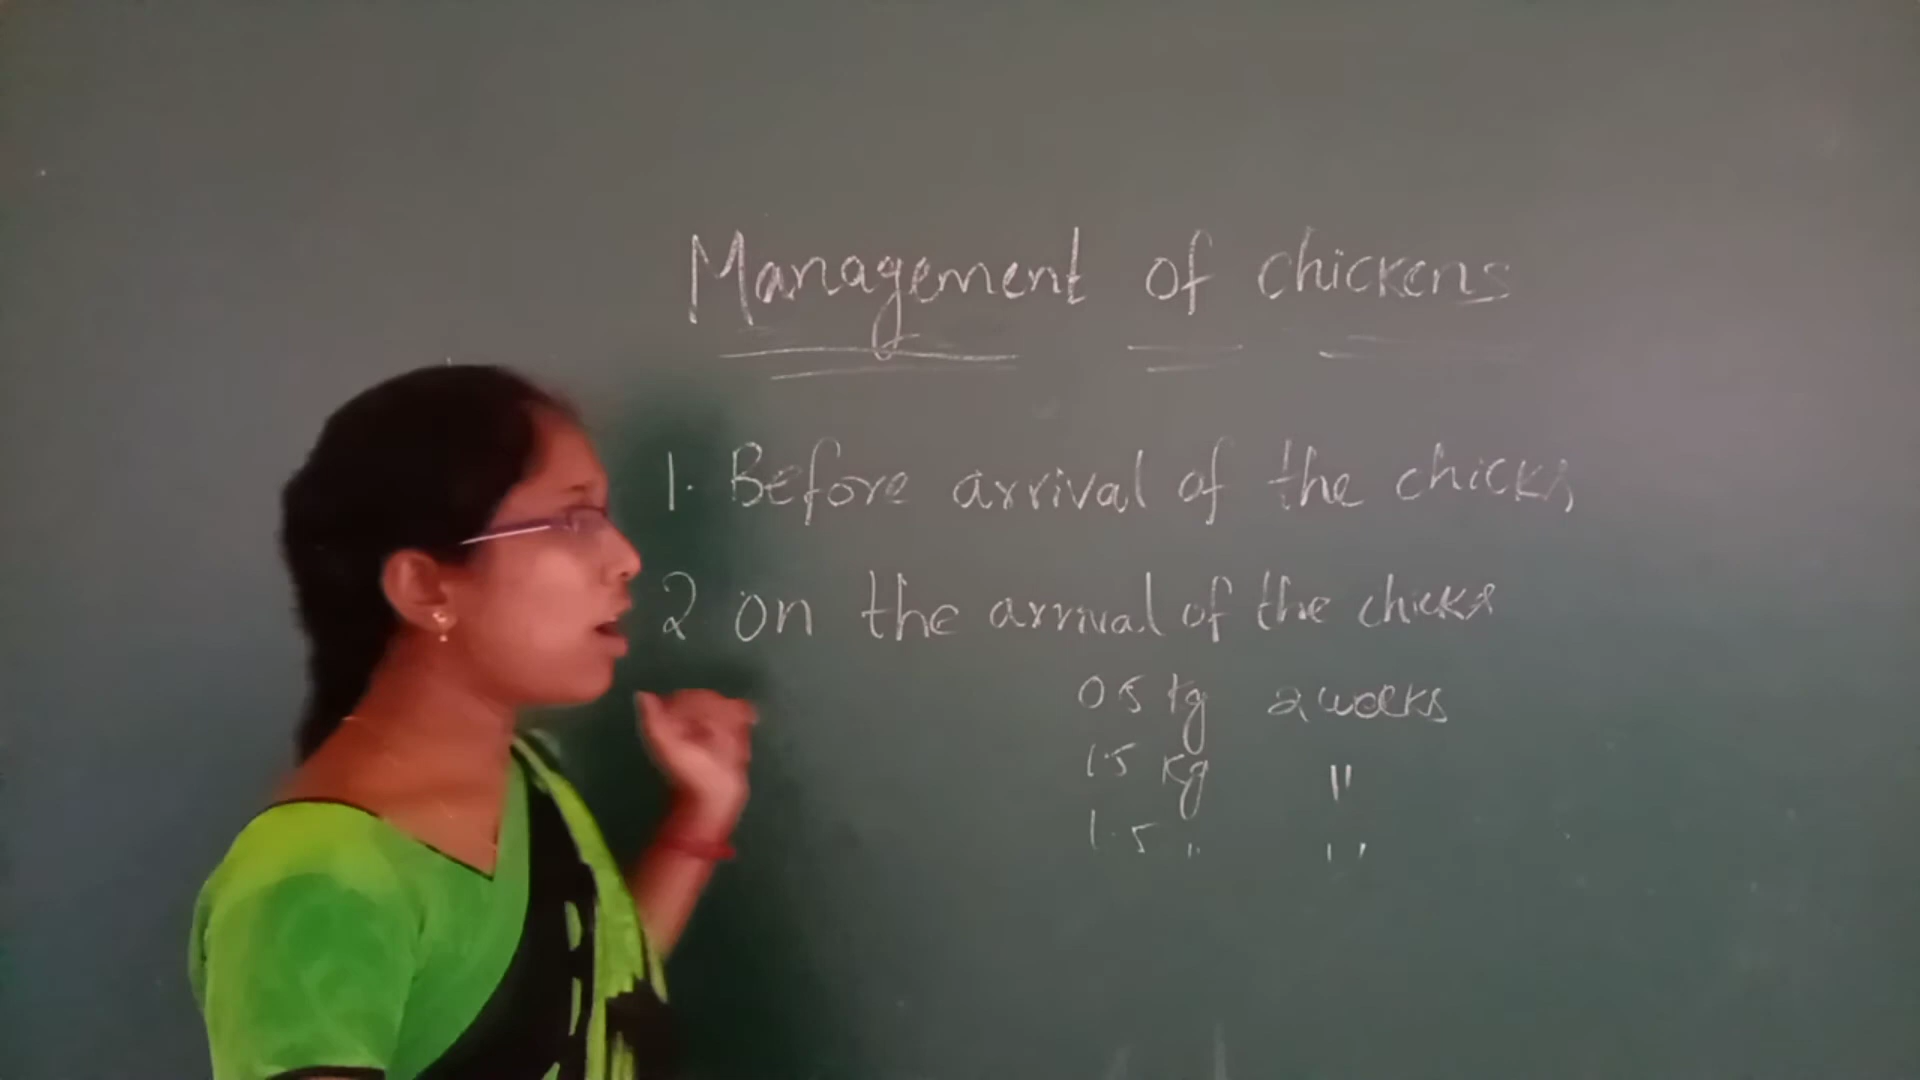 Management of chickens
1. Before arrival of the chicks,
2 on the arrival of the chicks
0.5 kg 2 weeks
1.5 kg "
1.5 " "